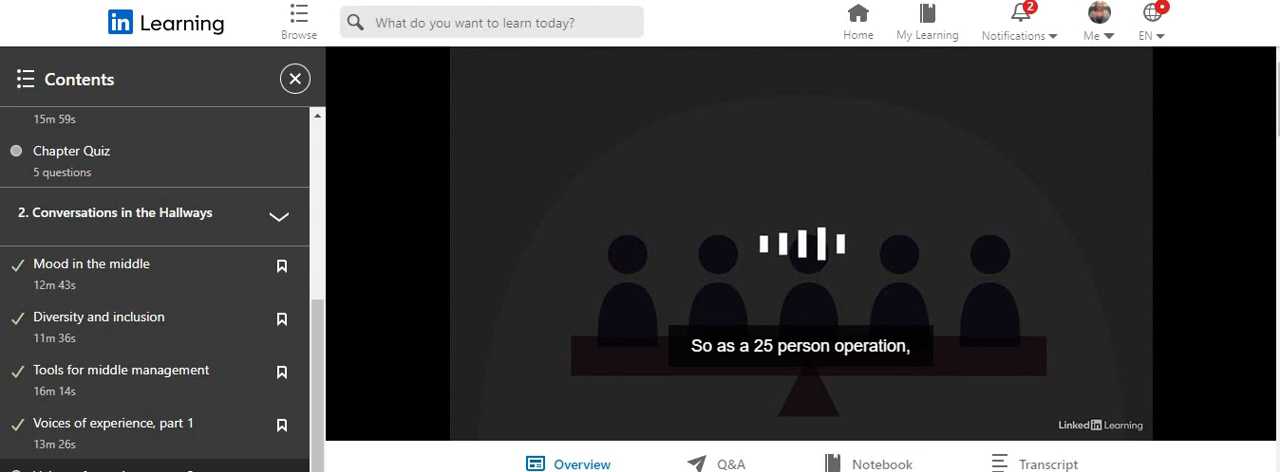 in Learning
Browse
What do you want to learn today?
Home
My Learning
2
Notifications
Me
EN
Contents
15m 59s
Chapter Quiz
5 questions
2. Conversations in the Hallways
Mood in the middle
12m 43s
Diversity and inclusion
11m 36s
Tools for middle management
16m 14s
Voices of experience, part 1
13m 26s
So as a 25 person operation,
Linked in Learning
Overview
Q&A
Notebook
Transcript